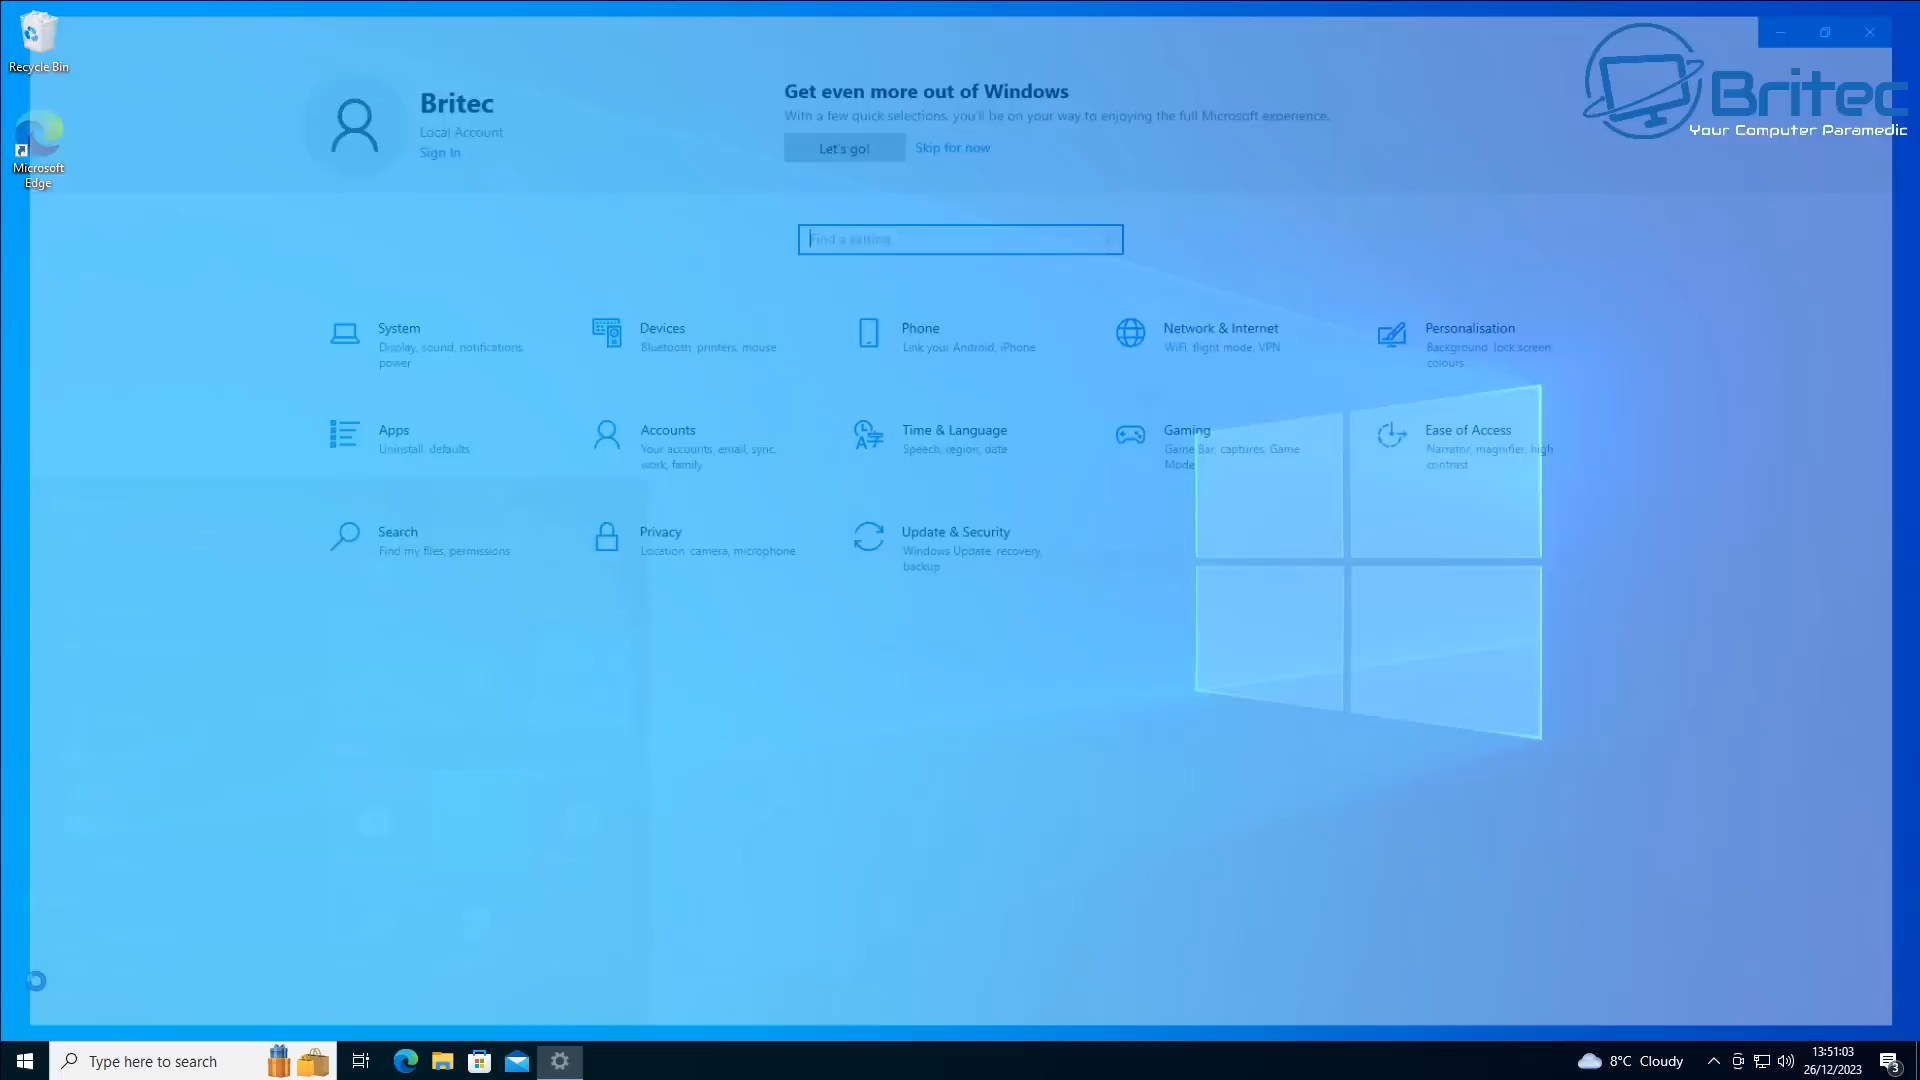 Recycle Bin
Microsoft
Edge
Britec
Local Account
Sign In
Get even more out of Windows
With a few quick selections, you'll be on your way to enjoying the full Microsoft experience.
Let's go!
Skip for now
Britec
Your Computer Paramedic
Find a setting
System
Display, sound, notifications,
power
Devices
Bluetooth, printers, mouse
Phone
Link your Android, iPhone
Network & Internet
WiFi, flight mode, VPN
Personalisation
Background, lock screen,
colours
Apps
Uninstall, defaults
Accounts
Your accounts, email, sync,
work, family
Time & Language
Speech, region, date
Gaming
Game Bar, captures, Game
Mode
Ease of Access
Narrator, magnifier, high
contrast
Search
Find my files, permissions
Privacy
Location, camera, microphone
Update & Security
Windows Update, recovery,
backup
Type here to search
8°C Cloudy
13:51:03
26/12/2023
3